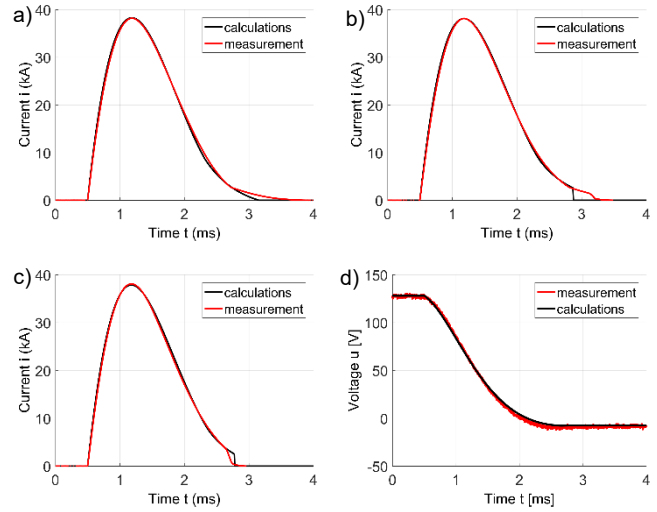 a)
40
30
20
10
0
Current i (kA)
0 1 2 3 4
Time t (ms)
calculations
measurement
b)
40
30
20
10
0
Current i (kA)
0 1 2 3 4
Time t (ms)
calculations
measurement
c)
40
30
20
10
0
Current i (kA)
0 1 2 3 4
Time t (ms)
calculations
measurement
d)
150
100
50
0
-50
Voltage u [V]
0 1 2 3 4
Time t [ms]
measurement
calculations